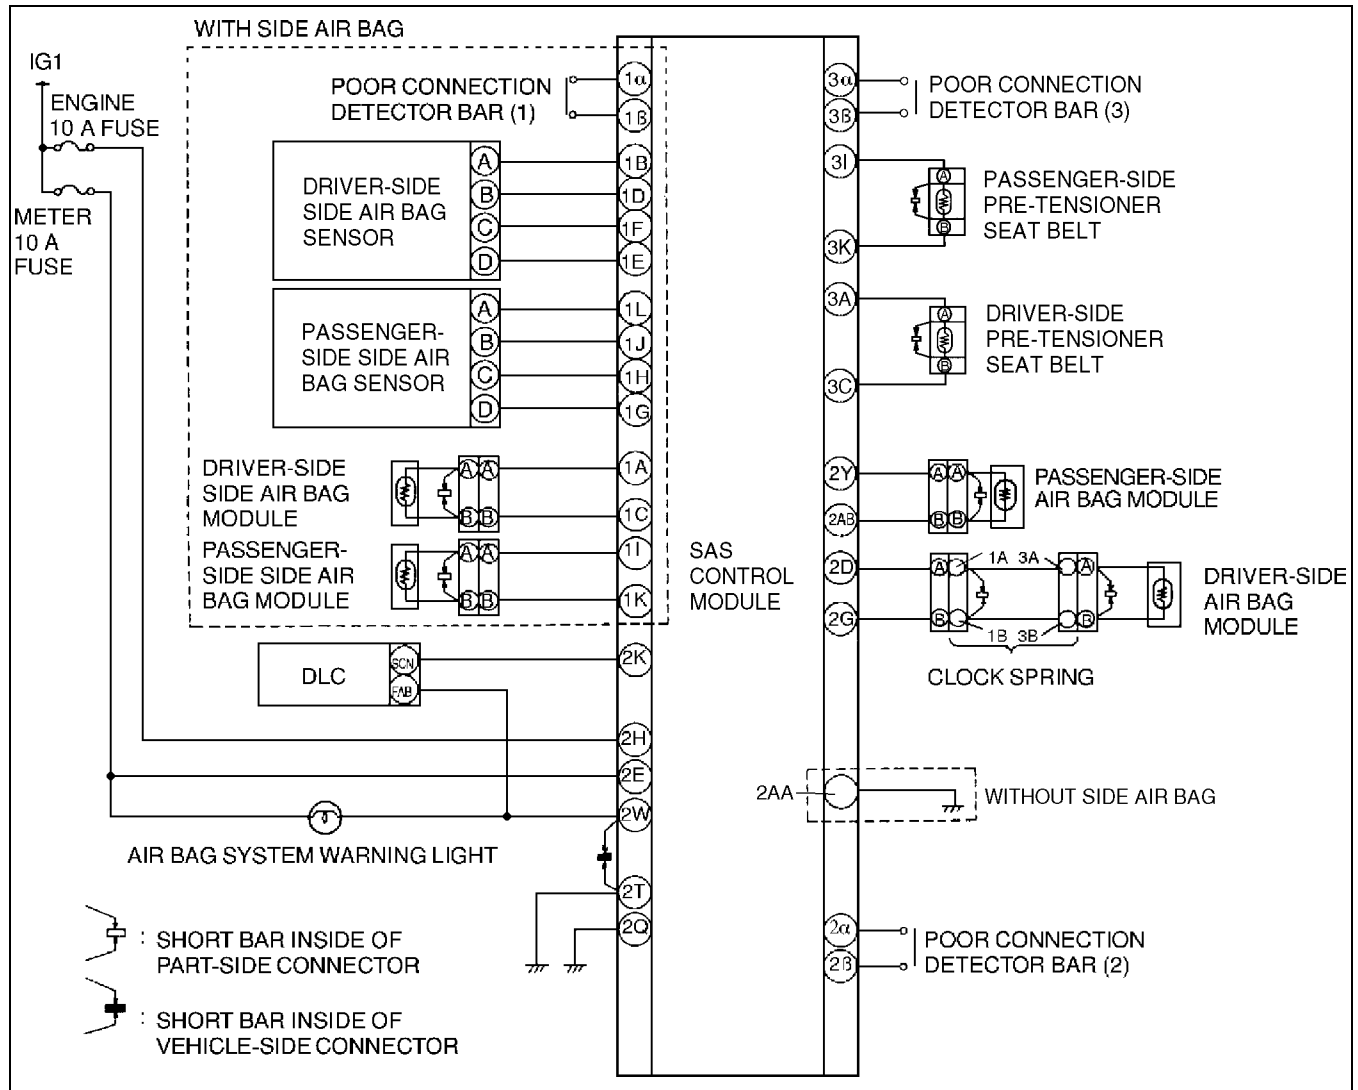 WITH SIDE AIR BAG
IG1
ENGINE
10 A FUSE
METER
10 A
FUSE
POOR CONNECTION
DETECTOR BAR (1)
1α
1ß
DRIVER-SIDE
SIDE AIR BAG
SENSOR
A
B
C
D
1B
1D
1F
1E
PASSENGER-
SIDE SIDE AIR
BAG SENSOR
A
B
C
D
1L
1J
1H
1G
DRIVER-SIDE
SIDE AIR BAG
MODULE
A A
B B
1A
1C
PASSENGER-
SIDE SIDE AIR
BAG MODULE
A A
B B
1I
1K
DLC
SCN
FAB
2K
2H
2E
2W
AIR BAG SYSTEM WARNING LIGHT
2T
2Q
: SHORT BAR INSIDE OF
PART-SIDE CONNECTOR
: SHORT BAR INSIDE OF
VEHICLE-SIDE CONNECTOR
SAS
CONTROL
MODULE
3α
3ß
POOR CONNECTION
DETECTOR BAR (3)
3I
3K
A
B
PASSENGER-SIDE
PRE-TENSIONER
SEAT BELT
3A
3C
A
B
DRIVER-SIDE
PRE-TENSIONER
SEAT BELT
2Y
2AB
A A
B B
PASSENGER-SIDE
AIR BAG MODULE
2D
2G
A 1A 3A A
B 1B 3B B
CLOCK SPRING
DRIVER-SIDE
AIR BAG
MODULE
2AA
WITHOUT SIDE AIR BAG
2α
2ß
POOR CONNECTION
DETECTOR BAR (2)